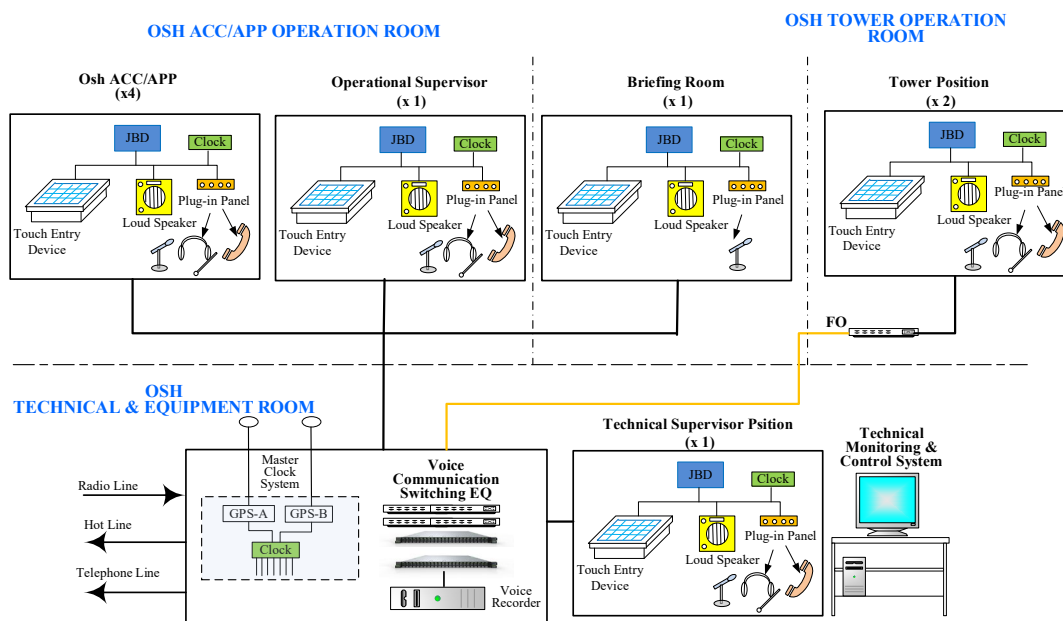 OSH ACC/APP OPERATION ROOM
OSH TOWER OPERATION
ROOM
Osh ACC/APP
(x4)
JBD
Clock
Touch Entry
Device
Loud Speaker
Plug-in Panel
Operational Supervisor
(x 1)
JBD
Clock
Touch Entry
Device
Loud Speaker
Plug-in Panel
Briefing Room
(x 1)
JBD
Clock
Touch Entry
Device
Loud Speaker
Plug-in Panel
Tower Position
(x 2)
JBD
Clock
Touch Entry
Device
Loud Speaker
Plug-in Panel
FO
OSH
TECHNICAL & EQUIPMENT ROOM
Radio Line
Hot Line
Telephone Line
Master
Clock
System
GPS-A
GPS-B
Clock
Voice
Communication
Switching EQ
Voice
Recorder
Technical Supervisor Psition
(x 1)
JBD
Clock
Touch Entry
Device
Loud Speaker
Plug-in Panel
Technical
Monitoring &
Control System